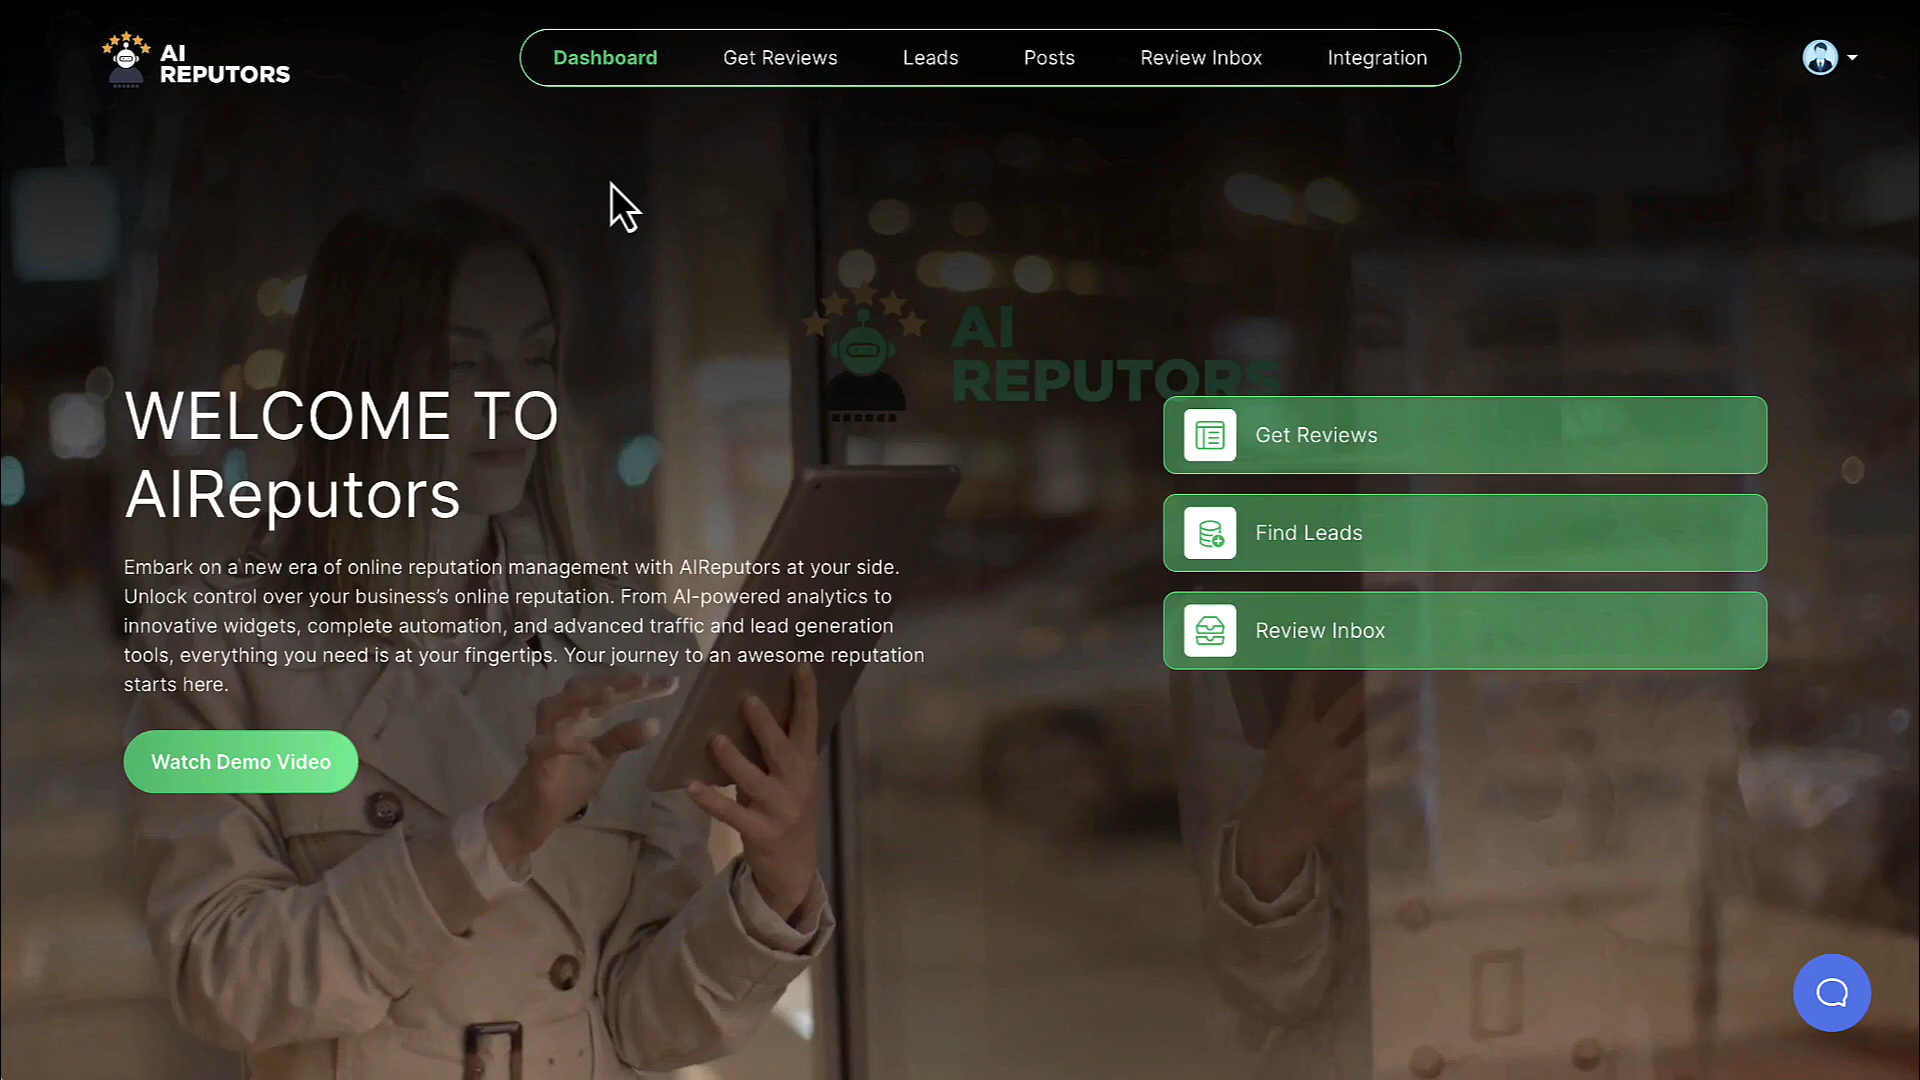 AI
REPUTORS
Dashboard
Get Reviews
Leads
Posts
Review Inbox
Integration
AI
REPUTORS
WELCOME TO
AIReputors
Embark on a new era of online reputation management with AIReputors at your side.
Unlock control over your business’s online reputation. From AI-powered analytics to
innovative widgets, complete automation, and advanced traffic and lead generation
tools, everything you need is at your fingertips. Your journey to an awesome reputation
starts here.
Watch Demo Video
Get Reviews
Find Leads
Review Inbox